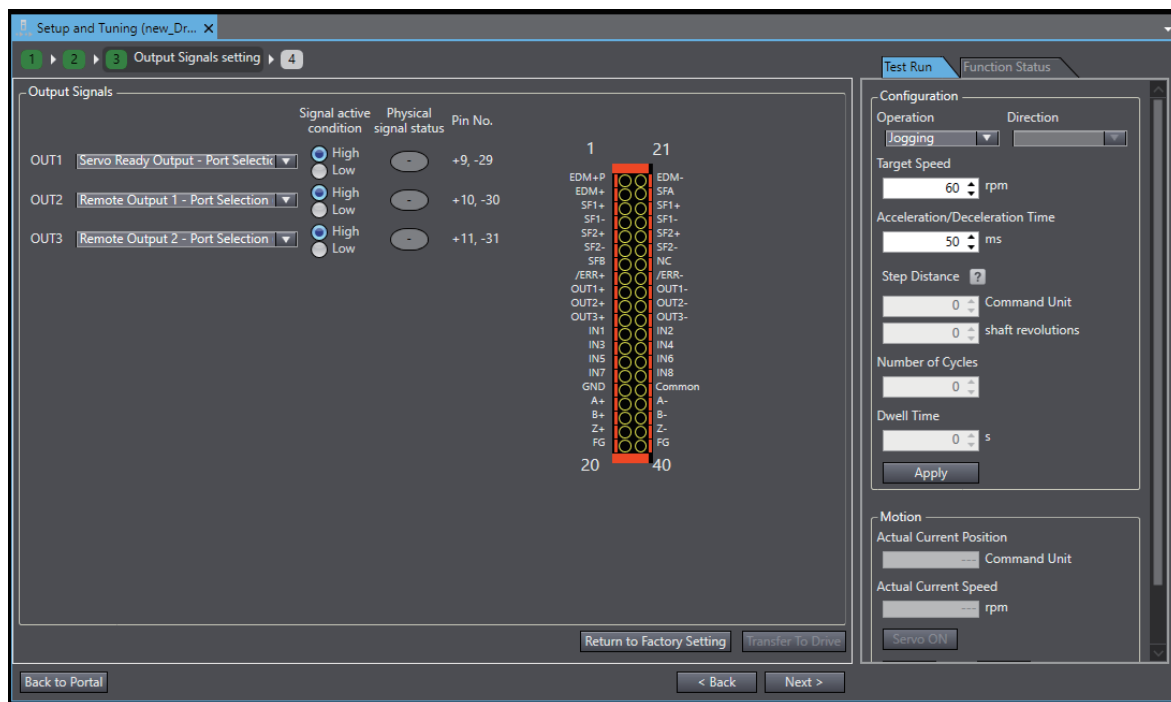 Setup and Tuning (new_Dr... X
1 2 3 Output Signals setting 4
Output Signals
Signal active condition
Physical signal status
Pin No.
OUT1 Servo Ready Output - Port Selectic High Low - +9, -29
OUT2 Remote Output 1 - Port Selection High Low - +10, -30
OUT3 Remote Output 2 - Port Selection High Low - +11, -31
1 21
EDM+P EDM-
EDM+ SFA
SF1+ SF1+
SF1- SF1-
SF2+ SF2+
SF2- SF2-
SFB NC
/ERR+ /ERR-
OUT1+ OUT1-
OUT2+ OUT2-
OUT3+ OUT3-
IN1 IN2
IN3 IN4
IN5 IN6
IN7 IN8
GND Common
A+ A-
B+ B-
Z+ Z-
FG FG
20 40
Return to Factory Setting Transfer To Drive
Back to Portal < Back Next >
Test Run Function Status
Configuration
Operation Direction
Jogging
Target Speed
60 rpm
Acceleration/Deceleration Time
50 ms
Step Distance ?
0 Command Unit
0 shaft revolutions
Number of Cycles
0
Dwell Time
0 s
Apply
Motion
Actual Current Position
--- Command Unit
Actual Current Speed
--- rpm
Servo ON